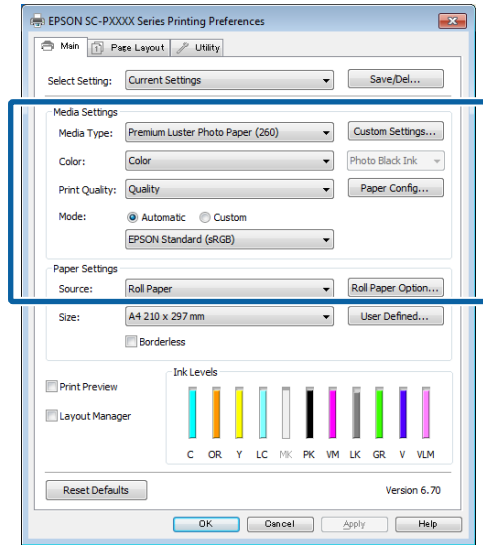 EPSON SC-PXXXX Series Printing Preferences
Main Page Layout Utility
Select Setting: Current Settings Save/Del...
Media Settings
Media Type: Premium Luster Photo Paper (260) Custom Settings...
Color: Color Photo Black Ink
Print Quality: Quality Paper Config...
Mode: Automatic Custom
EPSON Standard (sRGB)
Paper Settings
Source: Roll Paper Roll Paper Option...
Size: A4 210 x 297 mm User Defined...
Borderless
Ink Levels
Print Preview
Layout Manager
C OR Y LC MK PK VM LK GR V VLM
Reset Defaults Version 6.70
OK Cancel Apply Help